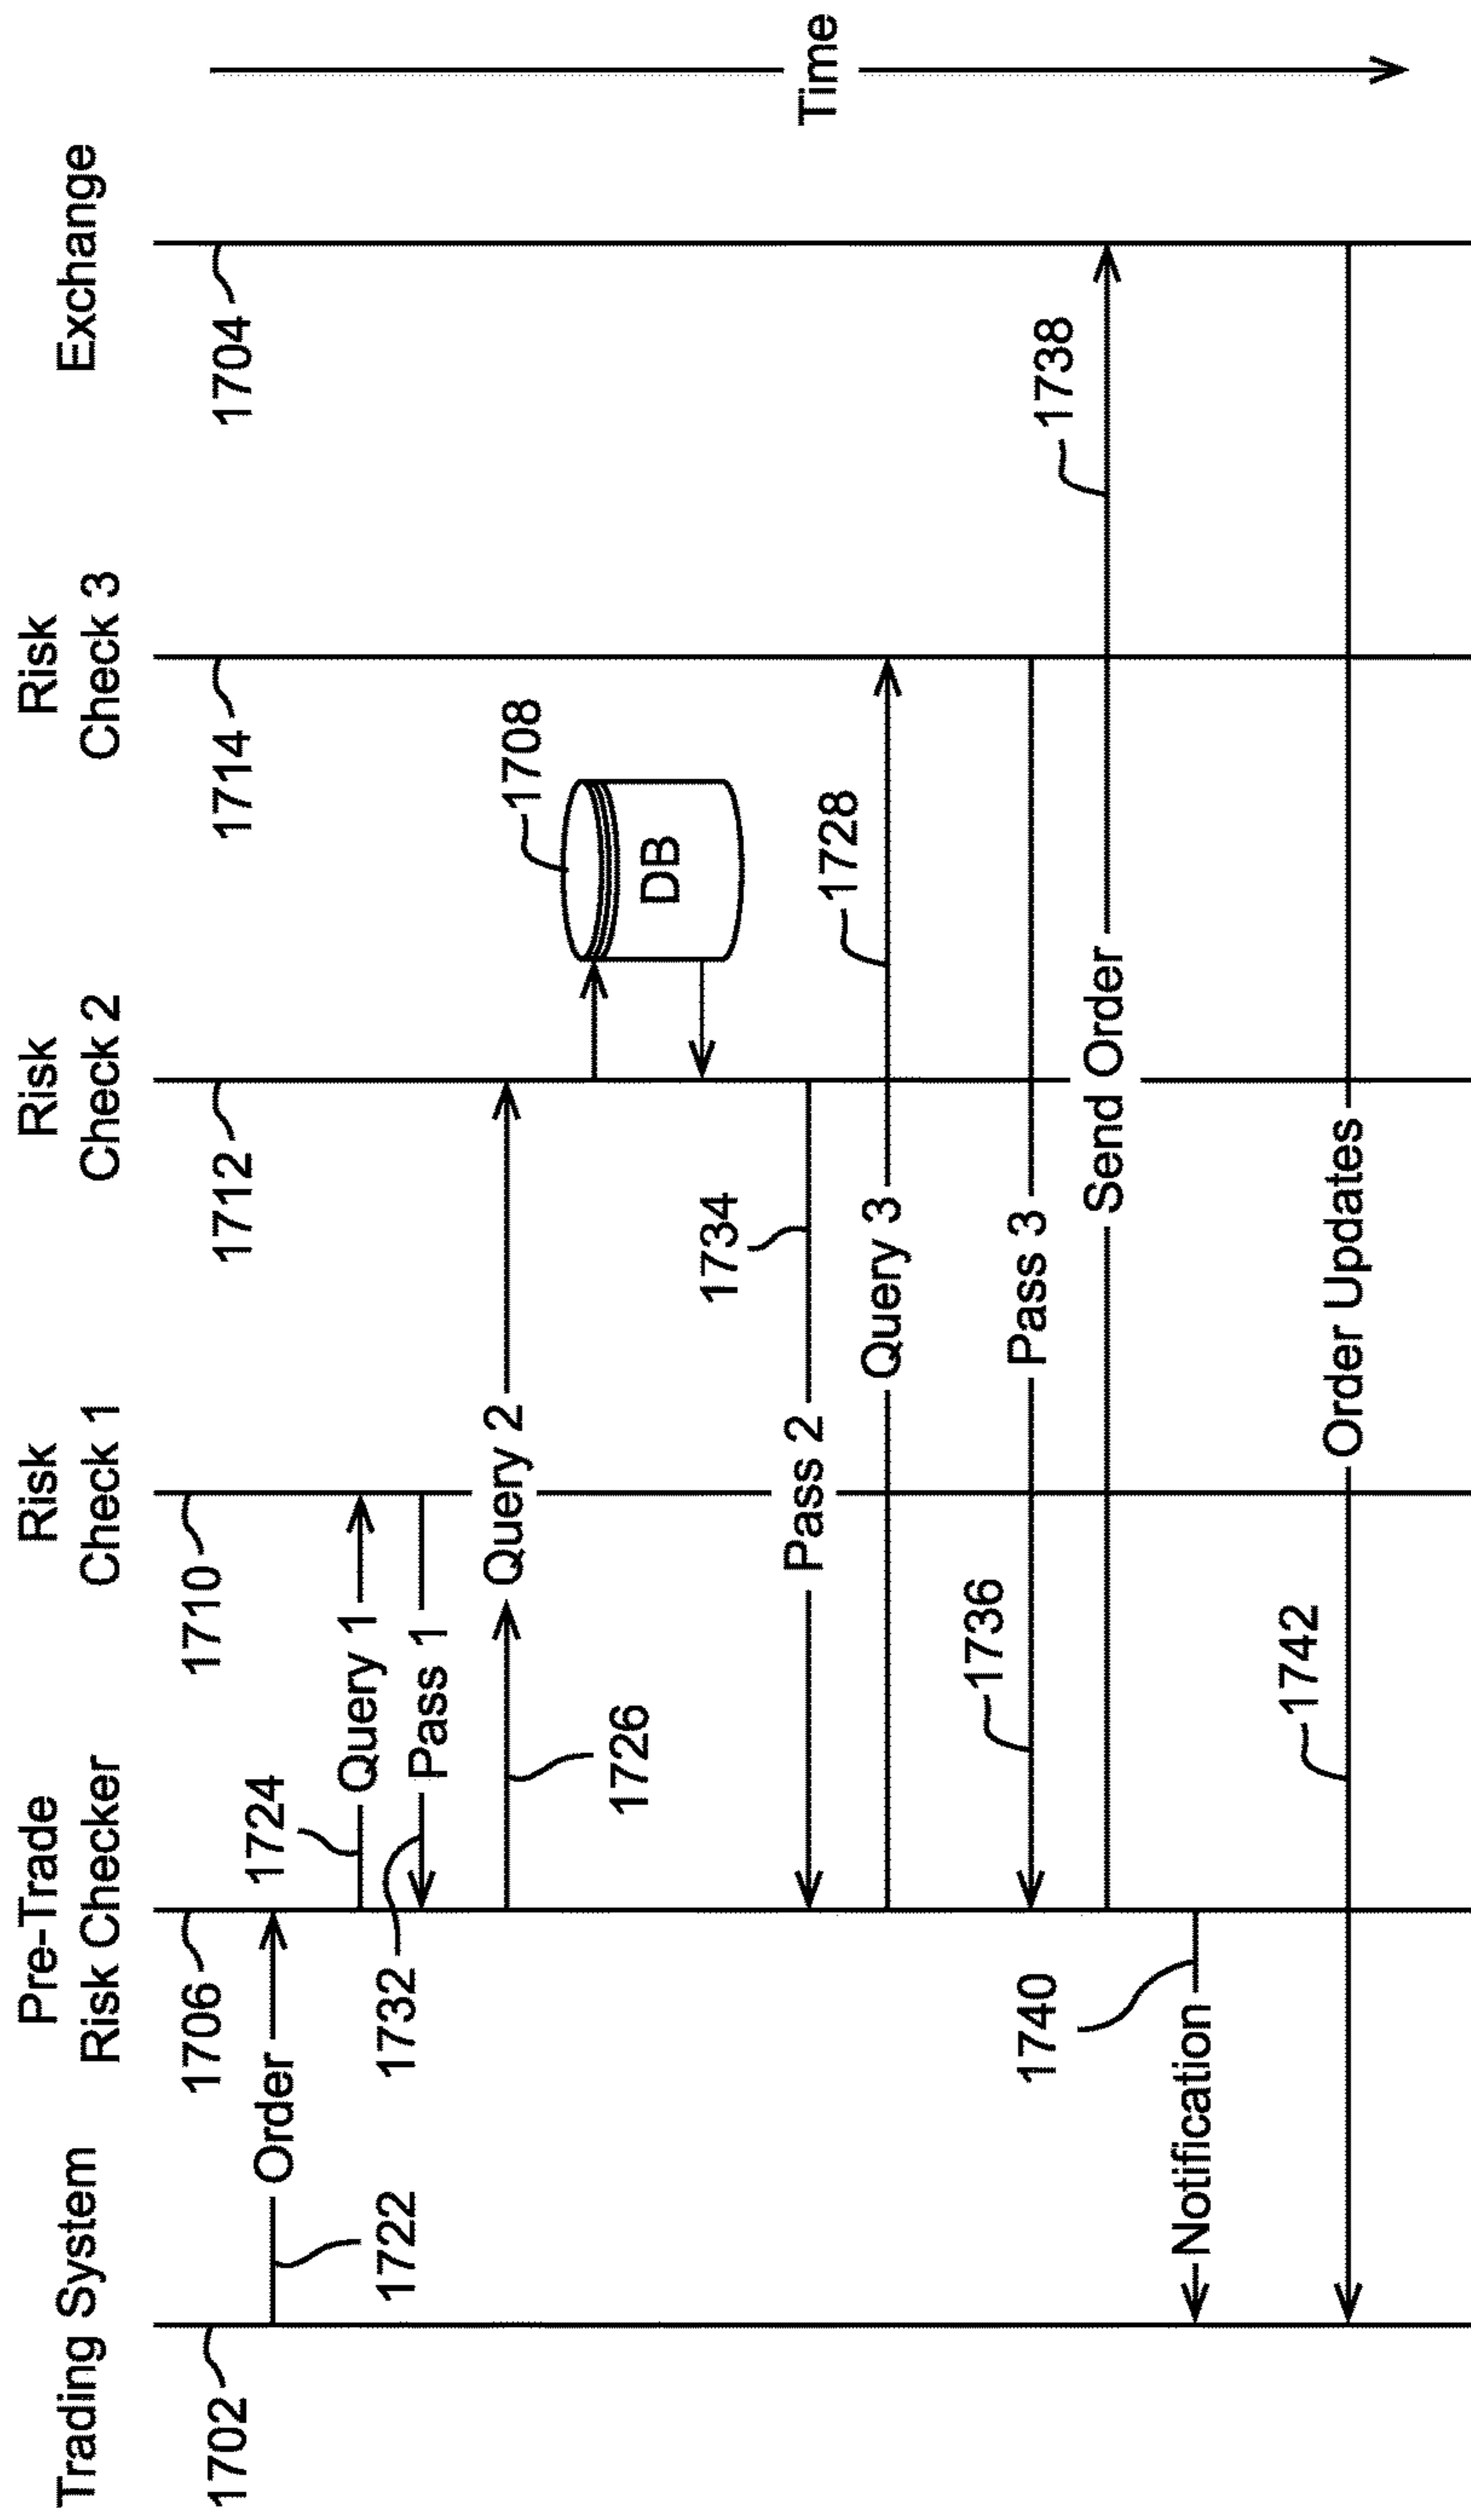 Trading System
Pre-Trade
Risk Checker
Risk
Check 1
Risk
Check 2
Risk
Check 3
Exchange
1702
1706
1710
1712
1714
1704
Order
1722
1724
Query 1
Pass 1
1732
Query 2
1726
1708
DB
1734
Pass 2
1728
Query 3
Pass 3
1736
1738
Send Order
1740
Notification
1742
Order Updates
Time